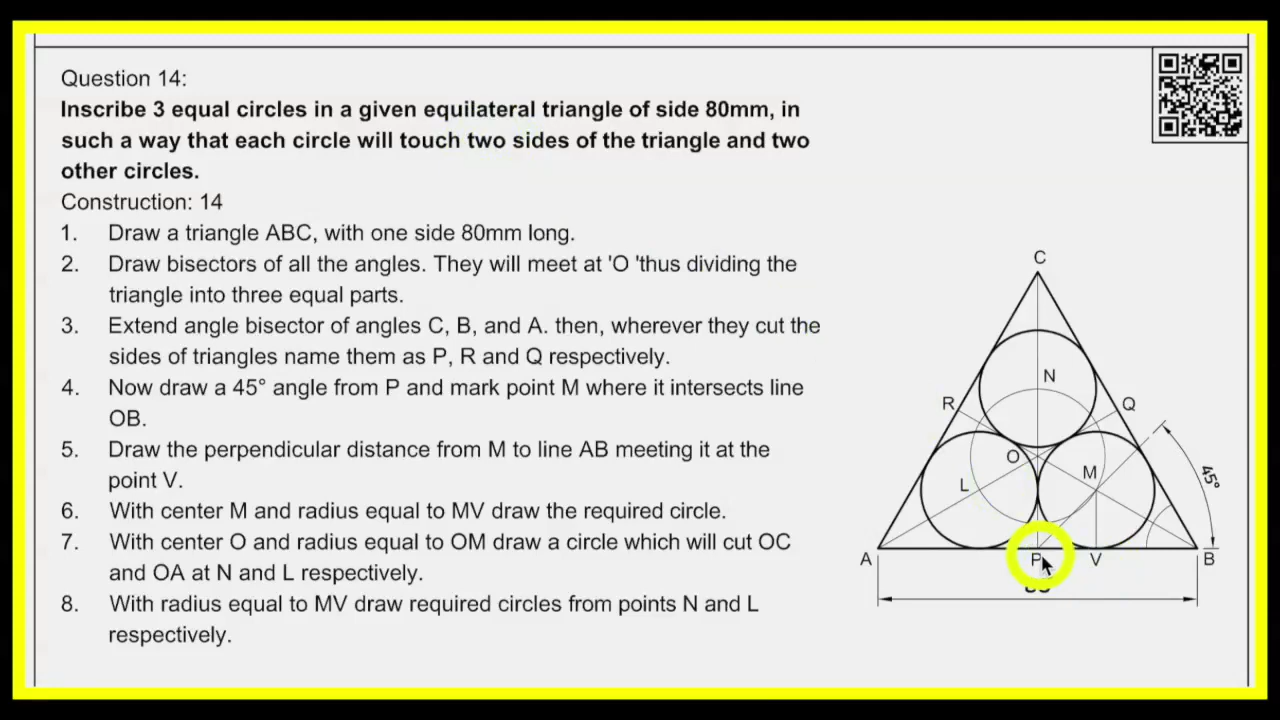 Question 14:
Inscribe 3 equal circles in a given equilateral triangle of side 80mm, in
such a way that each circle will touch two sides of the triangle and two
other circles.
Construction: 14
1. Draw a triangle ABC, with one side 80mm long.
2. Draw bisectors of all the angles. They will meet at 'O 'thus dividing the
triangle into three equal parts.
3. Extend angle bisector of angles C, B, and A. then, wherever they cut the
sides of triangles name them as P, R and Q respectively.
4. Now draw a 45° angle from P and mark point M where it intersects line
OB.
5. Draw the perpendicular distance from M to line AB meeting it at the
point V.
6. With center M and radius equal to MV draw the required circle.
7. With center O and radius equal to OM draw a circle which will cut OC
and OA at N and L respectively.
8. With radius equal to MV draw required circles from points N and L
respectively.
C
N
R
Q
O
M
L
45°
A
P
V
B